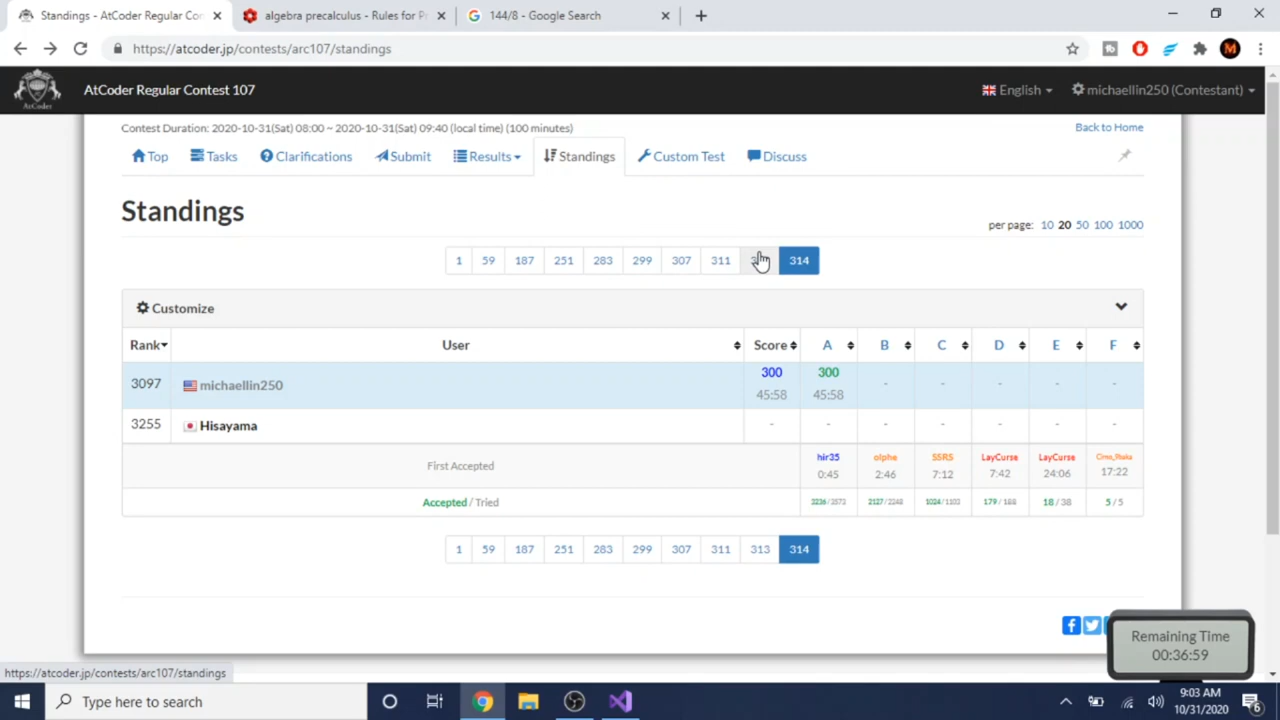 Standings - AtCoder Regular Cor
algebra precalculus - Rules for Pr
144/8 - Google Search
https://atcoder.jp/contests/arc107/standings
M
AtCoder
AtCoder Regular Contest 107
English
michaellin250 (Contestant)
Contest Duration: 2020-10-31(Sat) 08:00 ~ 2020-10-31(Sat) 09:40 (local time) (100 minutes)
Back to Home
Top
Tasks
Clarifications
Submit
Results
Standings
Custom Test
Discuss
Standings
per page: 10 20 50 100 1000
1 59 187 251 283 299 307 311 314
Customize
Rank User Score A B C D E F
3097 michaellin250 300 300 - - - - -
45:58 45:58
3255 Hisayama - - - - - - -
First Accepted hir35 olphe SSRS LayCurse LayCurse
0:45 2:46 7:12 7:42 24:06 17:22
Accepted / Tried 179 / 188 18 / 38 5 / 5
1 59 187 251 283 299 307 311 313 314
Remaining Time
00:36:59
https://atcoder.jp/contests/arc107/standings
Type here to search
9:03 AM
10/31/2020
6